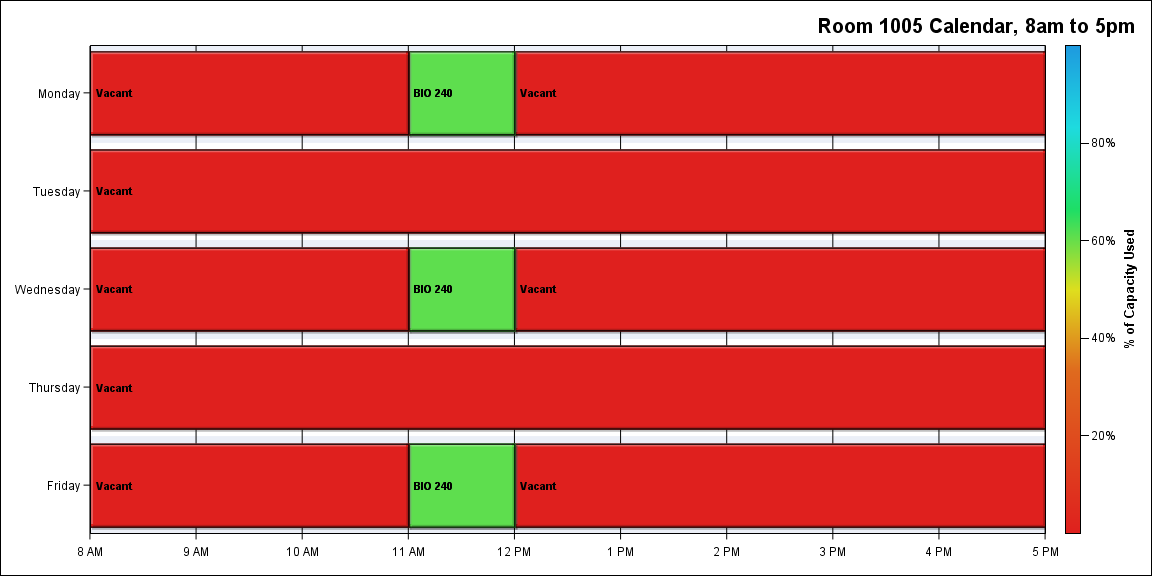 Room 1005 Calendar, 8am to 5pm
Monday
Vacant
BIO 240
Vacant
Tuesday
Vacant
Wednesday
Vacant
BIO 240
Vacant
Thursday
Vacant
Friday
Vacant
BIO 240
Vacant
8 AM 9 AM 10 AM 11 AM 12 PM 1 PM 2 PM 3 PM 4 PM 5 PM
80%
60%
40%
20%
% of Capacity Used